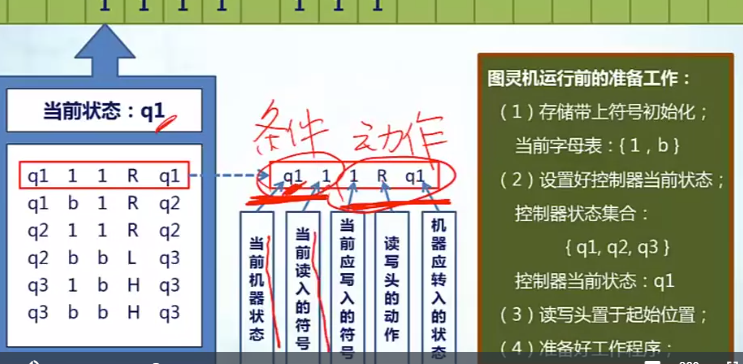 1 1 1 1 1 1 1
当前状态：q1
q1 1 1 R q1
q1 b 1 R q2
q2 1 1 R q2
q2 b b L q3
q3 1 b H q3
q3 b b H q3
条件 动作
q1 1 1 R q1
当前机器状态
当前读入的符号
当前应写入的符号
读写头的动作
机器应转入的状态
图灵机运行前的准备工作：
（1）存储带上符号初始化；
当前字母表：{ 1 , b }
（2）设置好控制器当前状态；
控制器状态集合：
{ q1, q2, q3 }
控制器当前状态：q1
（3）读写头置于起始位置；
（4）准备好工作程序；